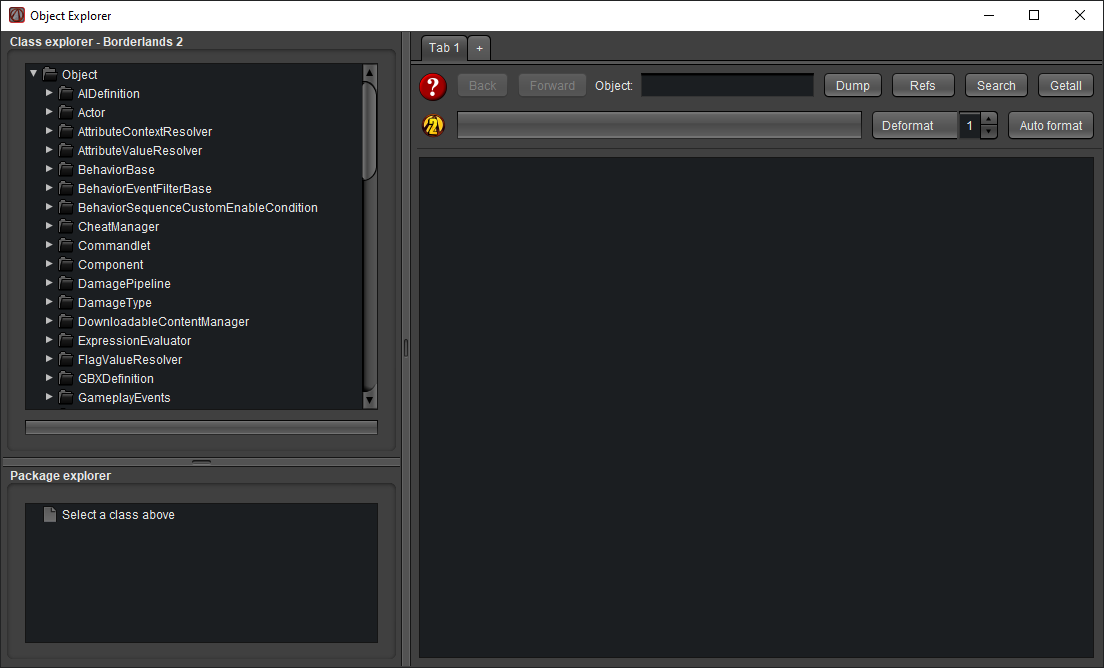 Object Explorer
Class explorer - Borderlands 2
Object
AIDefinition
Actor
AttributeContextResolver
AttributeValueResolver
BehaviorBase
BehaviorEventFilterBase
BehaviorSequenceCustomEnableCondition
CheatManager
Commandlet
Component
DamagePipeline
DamageType
DownloadableContentManager
ExpressionEvaluator
FlagValueResolver
GBXDefinition
GameplayEvents
Package explorer
Select a class above
Tab 1 +
? Back Forward Object: Dump Refs Search Getall
2 Deformat 1 Auto format